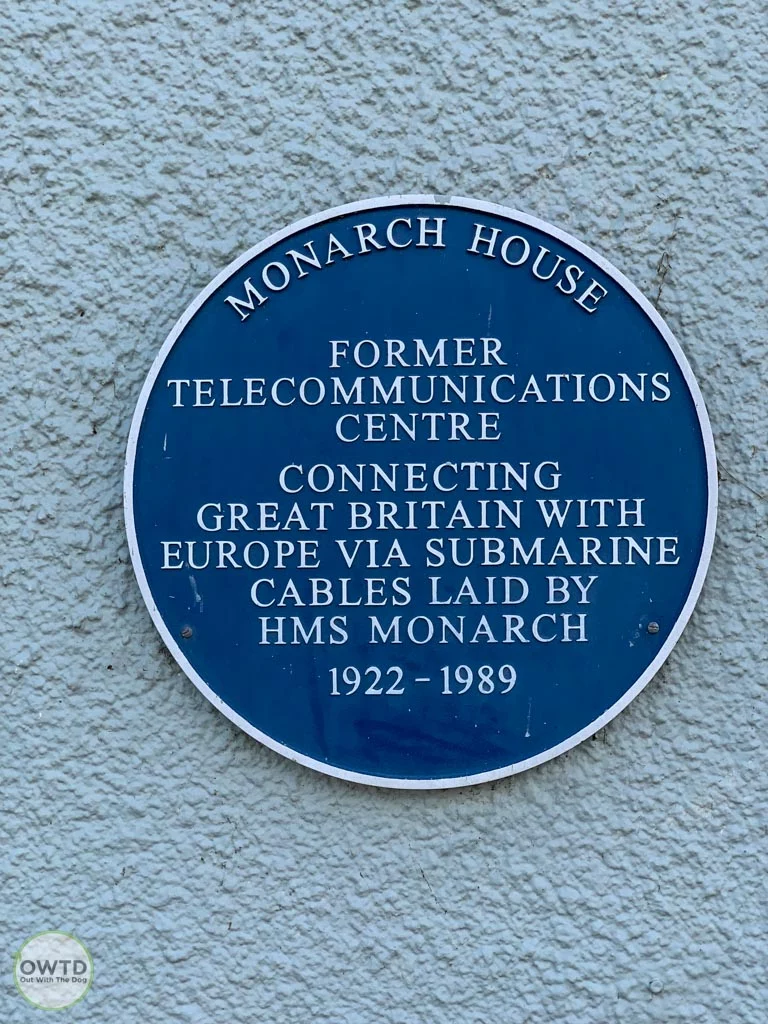 MONARCH HOUSE
FORMER
TELECOMMUNICATIONS
CENTRE
CONNECTING
GREAT BRITAIN WITH
EUROPE VIA SUBMARINE
CABLES LAID BY
HMS MONARCH
1922 - 1989
OWTD
Out With The Dog